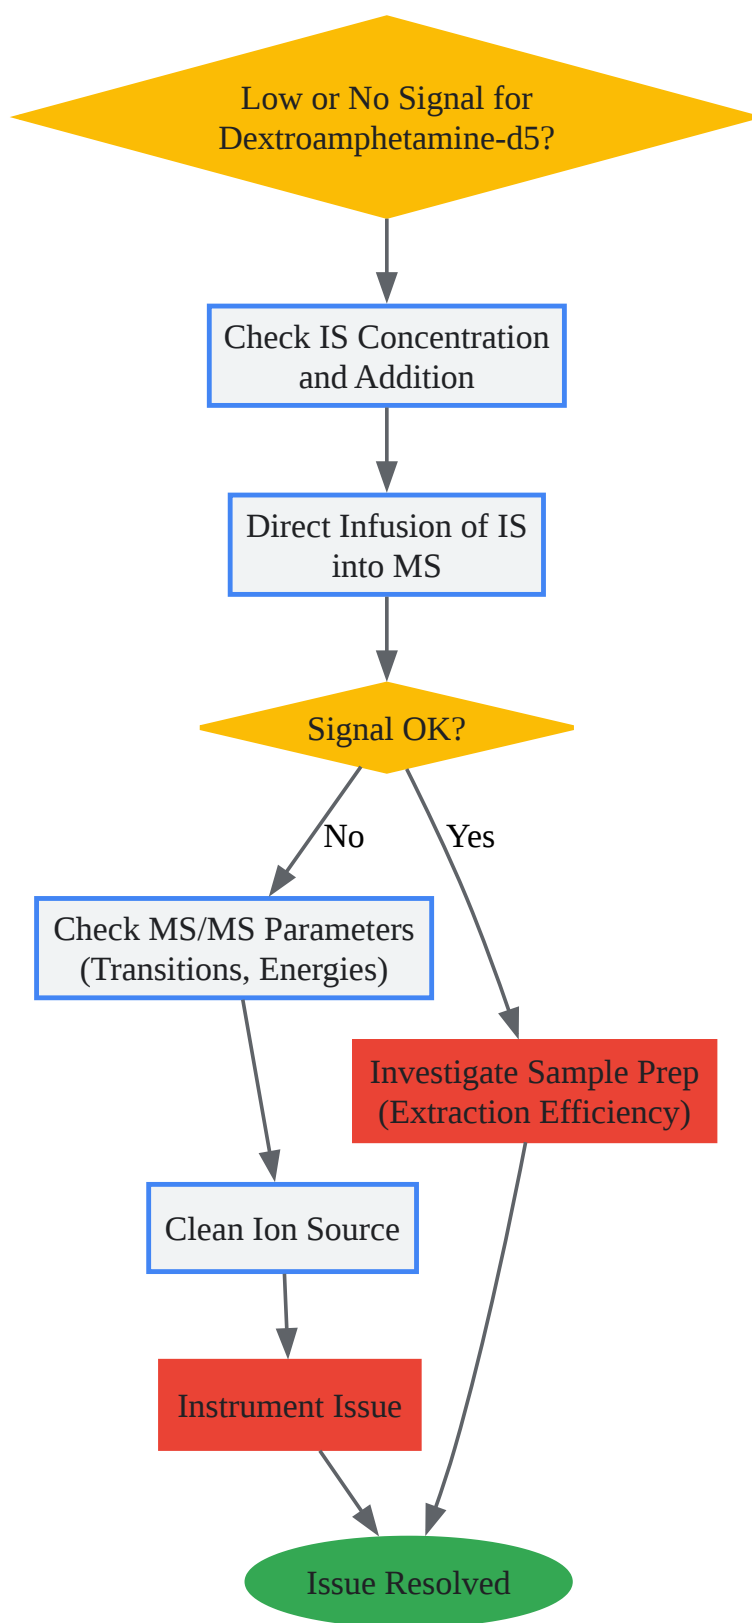 Low or No Signal for
Dextroamphetamine-d5?
Check IS Concentration
and Addition
Direct Infusion of IS
into MS
Signal OK?
No
Yes
Check MS/MS Parameters
(Transitions, Energies)
Investigate Sample Prep
(Extraction Efficiency)
Clean Ion Source
Instrument Issue
Issue Resolved